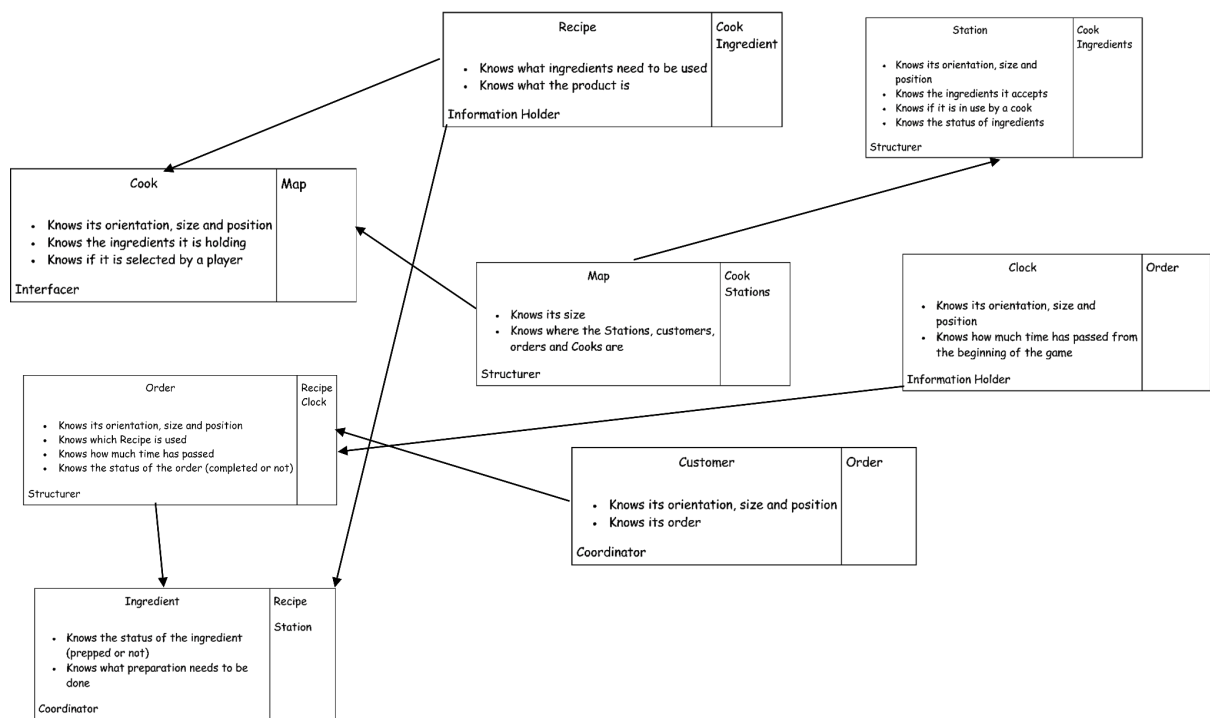 Recipe
Cook
Ingredient
• Knows what ingredients need to be used
• Knows what the product is
Information Holder
Station
Cook
Ingredients
• Knows its orientation, size and
position
• Knows the ingredients it accepts
• Knows if it is in use by a cook
• Knows the status of ingredients
Structurer
Cook
Map
• Knows its orientation, size and position
• Knows the ingredients it is holding
• Knows if it is selected by a player
Interfacer
Map
Cook
Stations
• Knows its size
• Knows where the Stations, customers,
orders and Cooks are
Structurer
Clock
Order
• Knows its orientation, size and
position
• Knows how much time has passed from
the beginning of the game
Information Holder
Order
Recipe
Clock
• Knows its orientation, size and position
• Knows which Recipe is used
• Knows how much time has passed
• Knows the status of the order (completed or not)
Structurer
Customer
Order
• Knows its orientation, size and position
• Knows its order
Coordinator
Ingredient
Recipe
Station
• Knows the status of the ingredient
(prepped or not)
• Knows what preparation needs to be
done
Coordinator